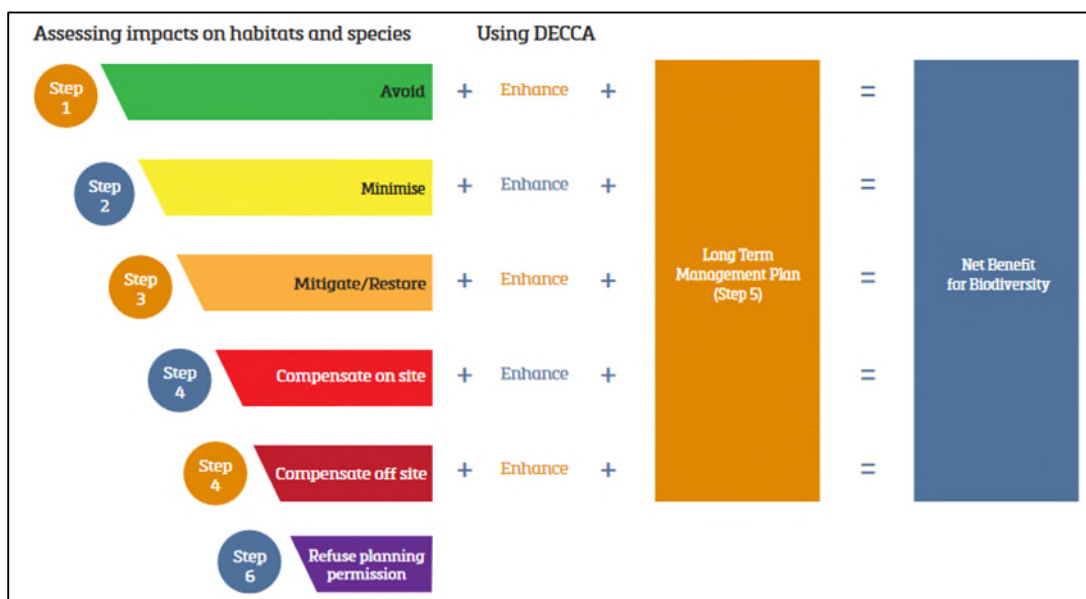 Assessing impacts on habitats and species Using DECCA
Step
1
Avoid + Enhance + =
Step
2
Minimise + Enhance + =
Step
3
Mitigate/Restore + Enhance + =
Long Term
Management Plan
(Step 5)
Net Benefit
for Biodiversity
Step
4
Compensate on site + Enhance + =
Step
4
Compensate off site + Enhance + =
Step
6
Refuse planning
permission